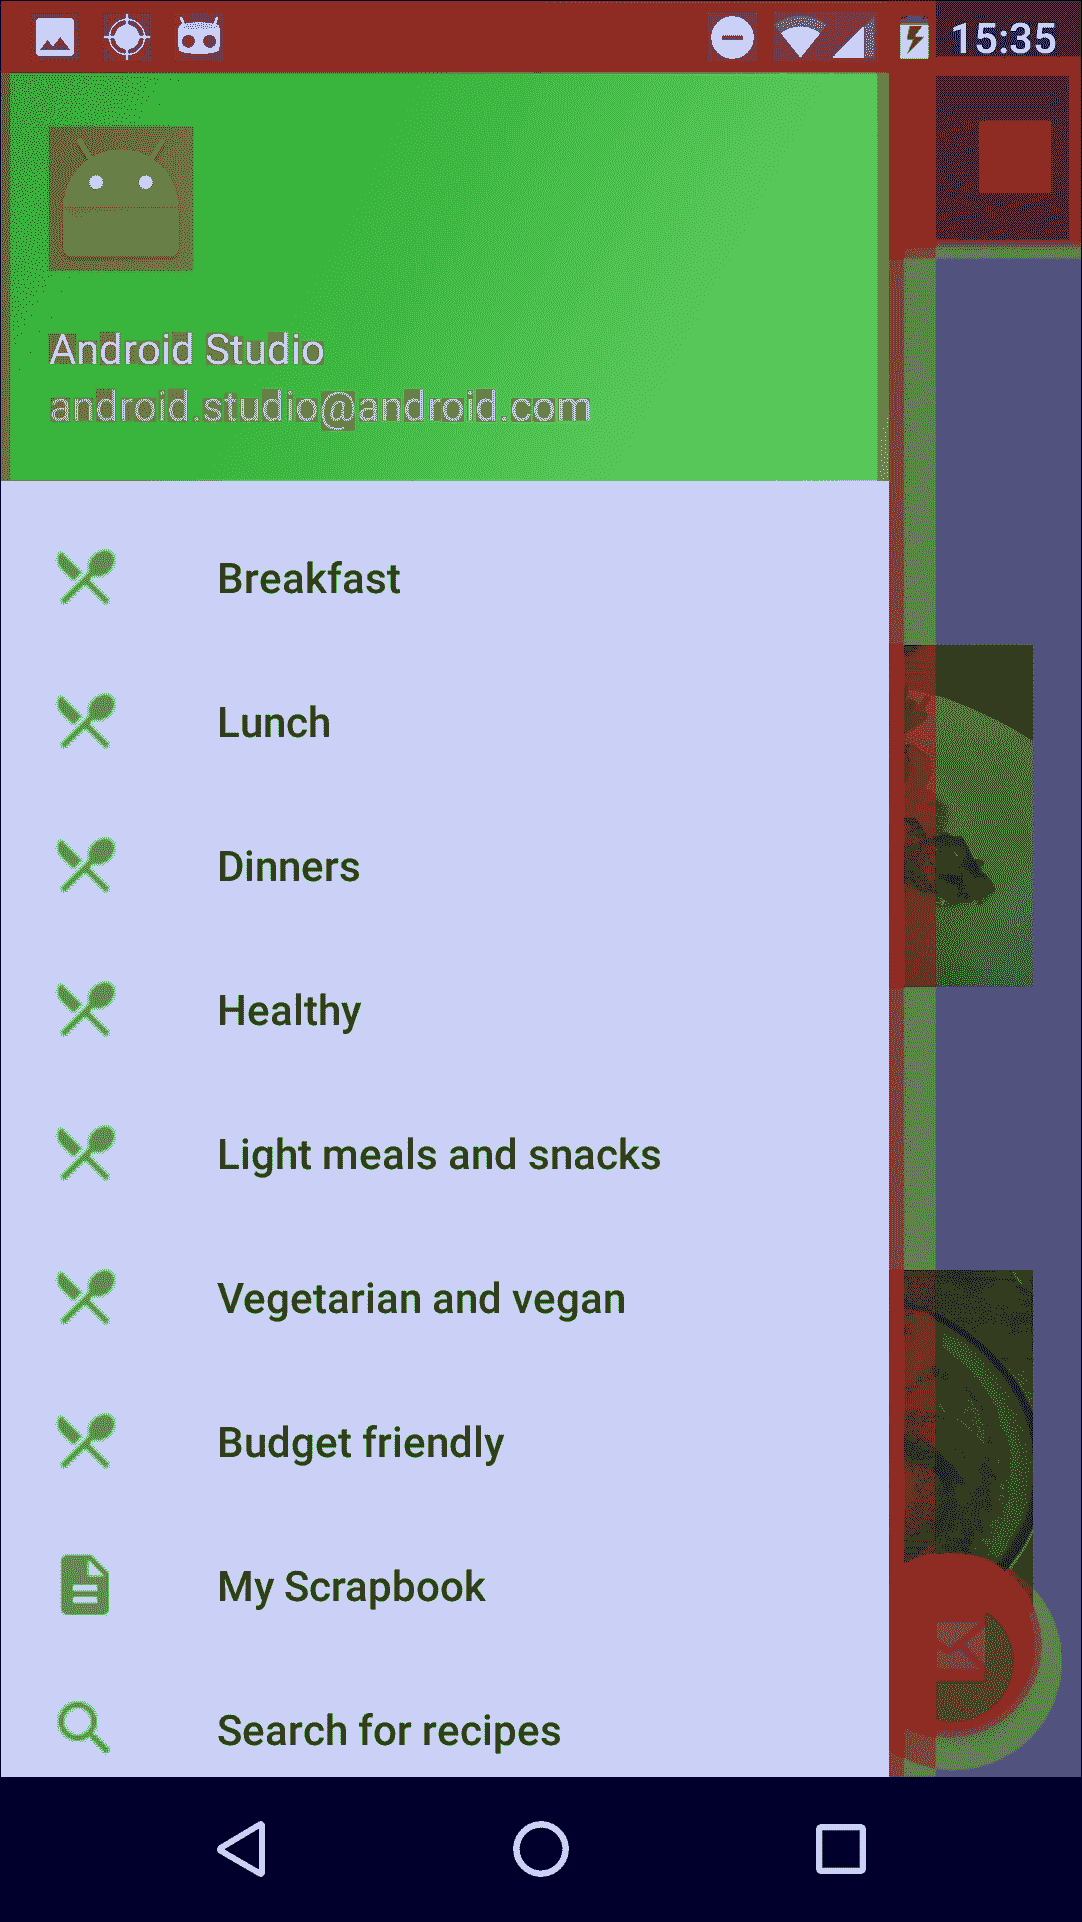 15:35
Android Studio
android.studio@android.com
Breakfast
Lunch
Dinners
Healthy
Light meals and snacks
Vegetarian and vegan
Budget friendly
My Scrapbook
Search for recipes